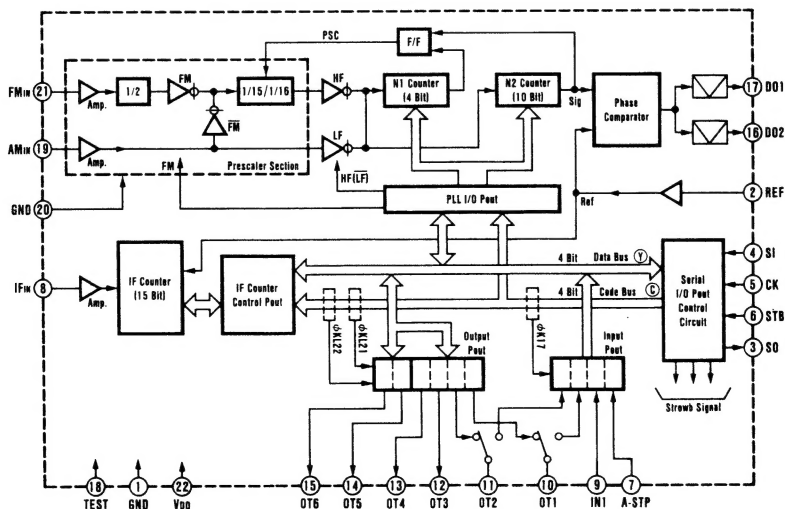 PSC
F/F
FMIN 21
Amp.
1/2
FM
1/15/1/16
HF
N1 Counter
(4 Bit)
N2 Counter
(10 Bit)
Sig
Phase
Comparator
17 DO1
16 DO2
FM
AMIN 19
Amp.
Prescaler Section
LF
FM
HF(LF)
GND
20
PLL I/O Pout
Ref
2 REF
IFIN
8
Amp.
IF Counter
(15 Bit)
IF Counter
Control Pout
4 Bit Data Bus Y
4 Bit Code Bus C
Serial
I/O Pout
Control
Circuit
4 SI
5 CK
6 STB
3 SO
φKL22
φKL21
φK17
Output
Pout
Input
Pout
Strowb Signal
18
TEST
1
GND
22
VDD
15
OT6
14
OT5
13
OT4
12
OT3
11
OT2
10
OT1
9
IN1
7
A-STP